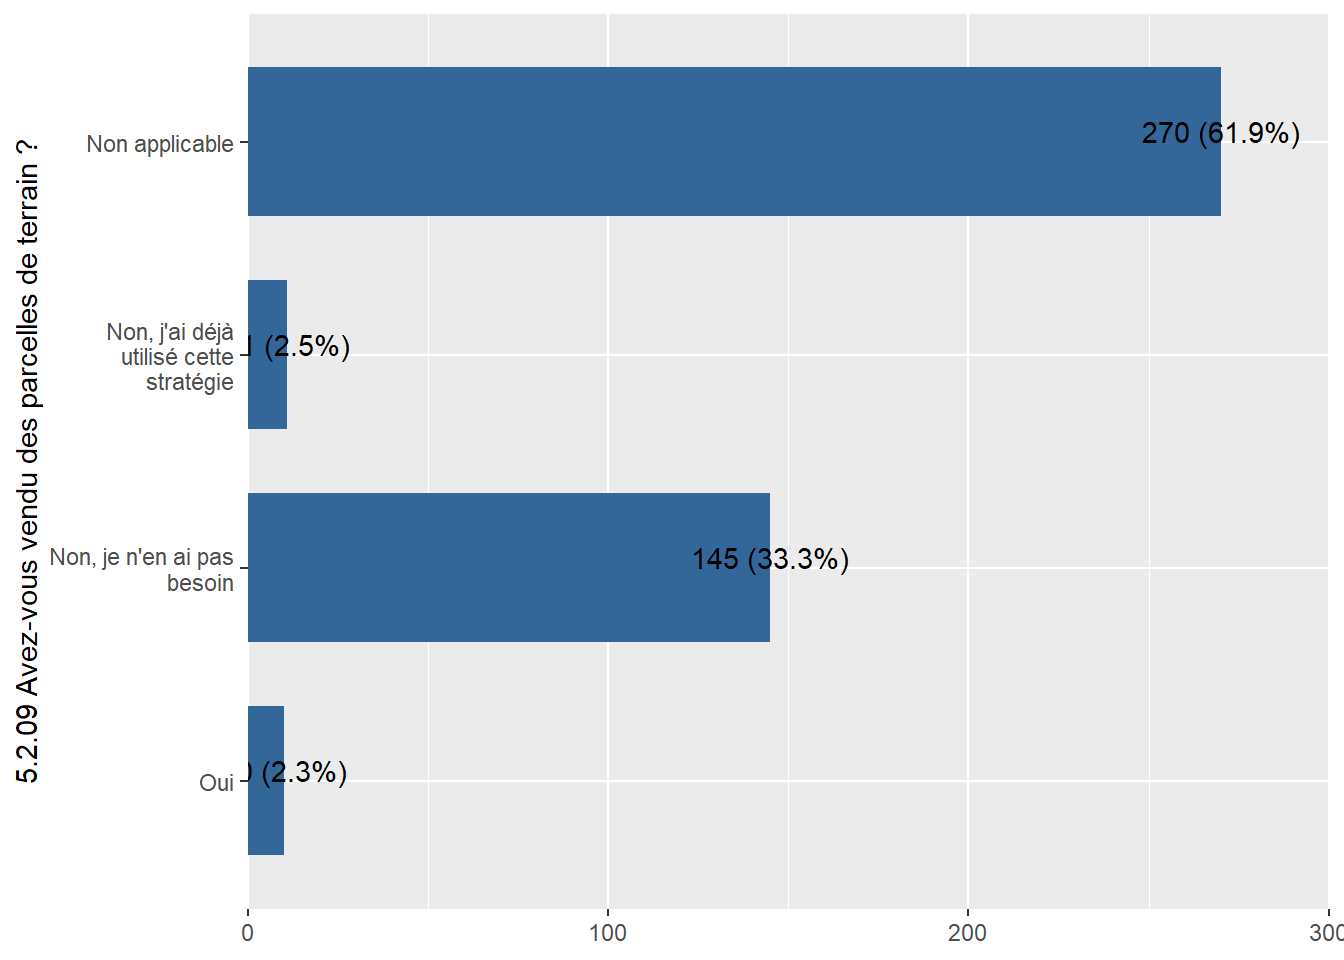 5.2.09 Avez-vous vendu des parcelles de terrain ?
Non applicable
270 (61.9%)
Non, j'ai déjà
utilisé cette
stratégie
(2.5%)
Non, je n'en ai pas
besoin
145 (33.3%)
Oui
(2.3%)
0
100
200
300